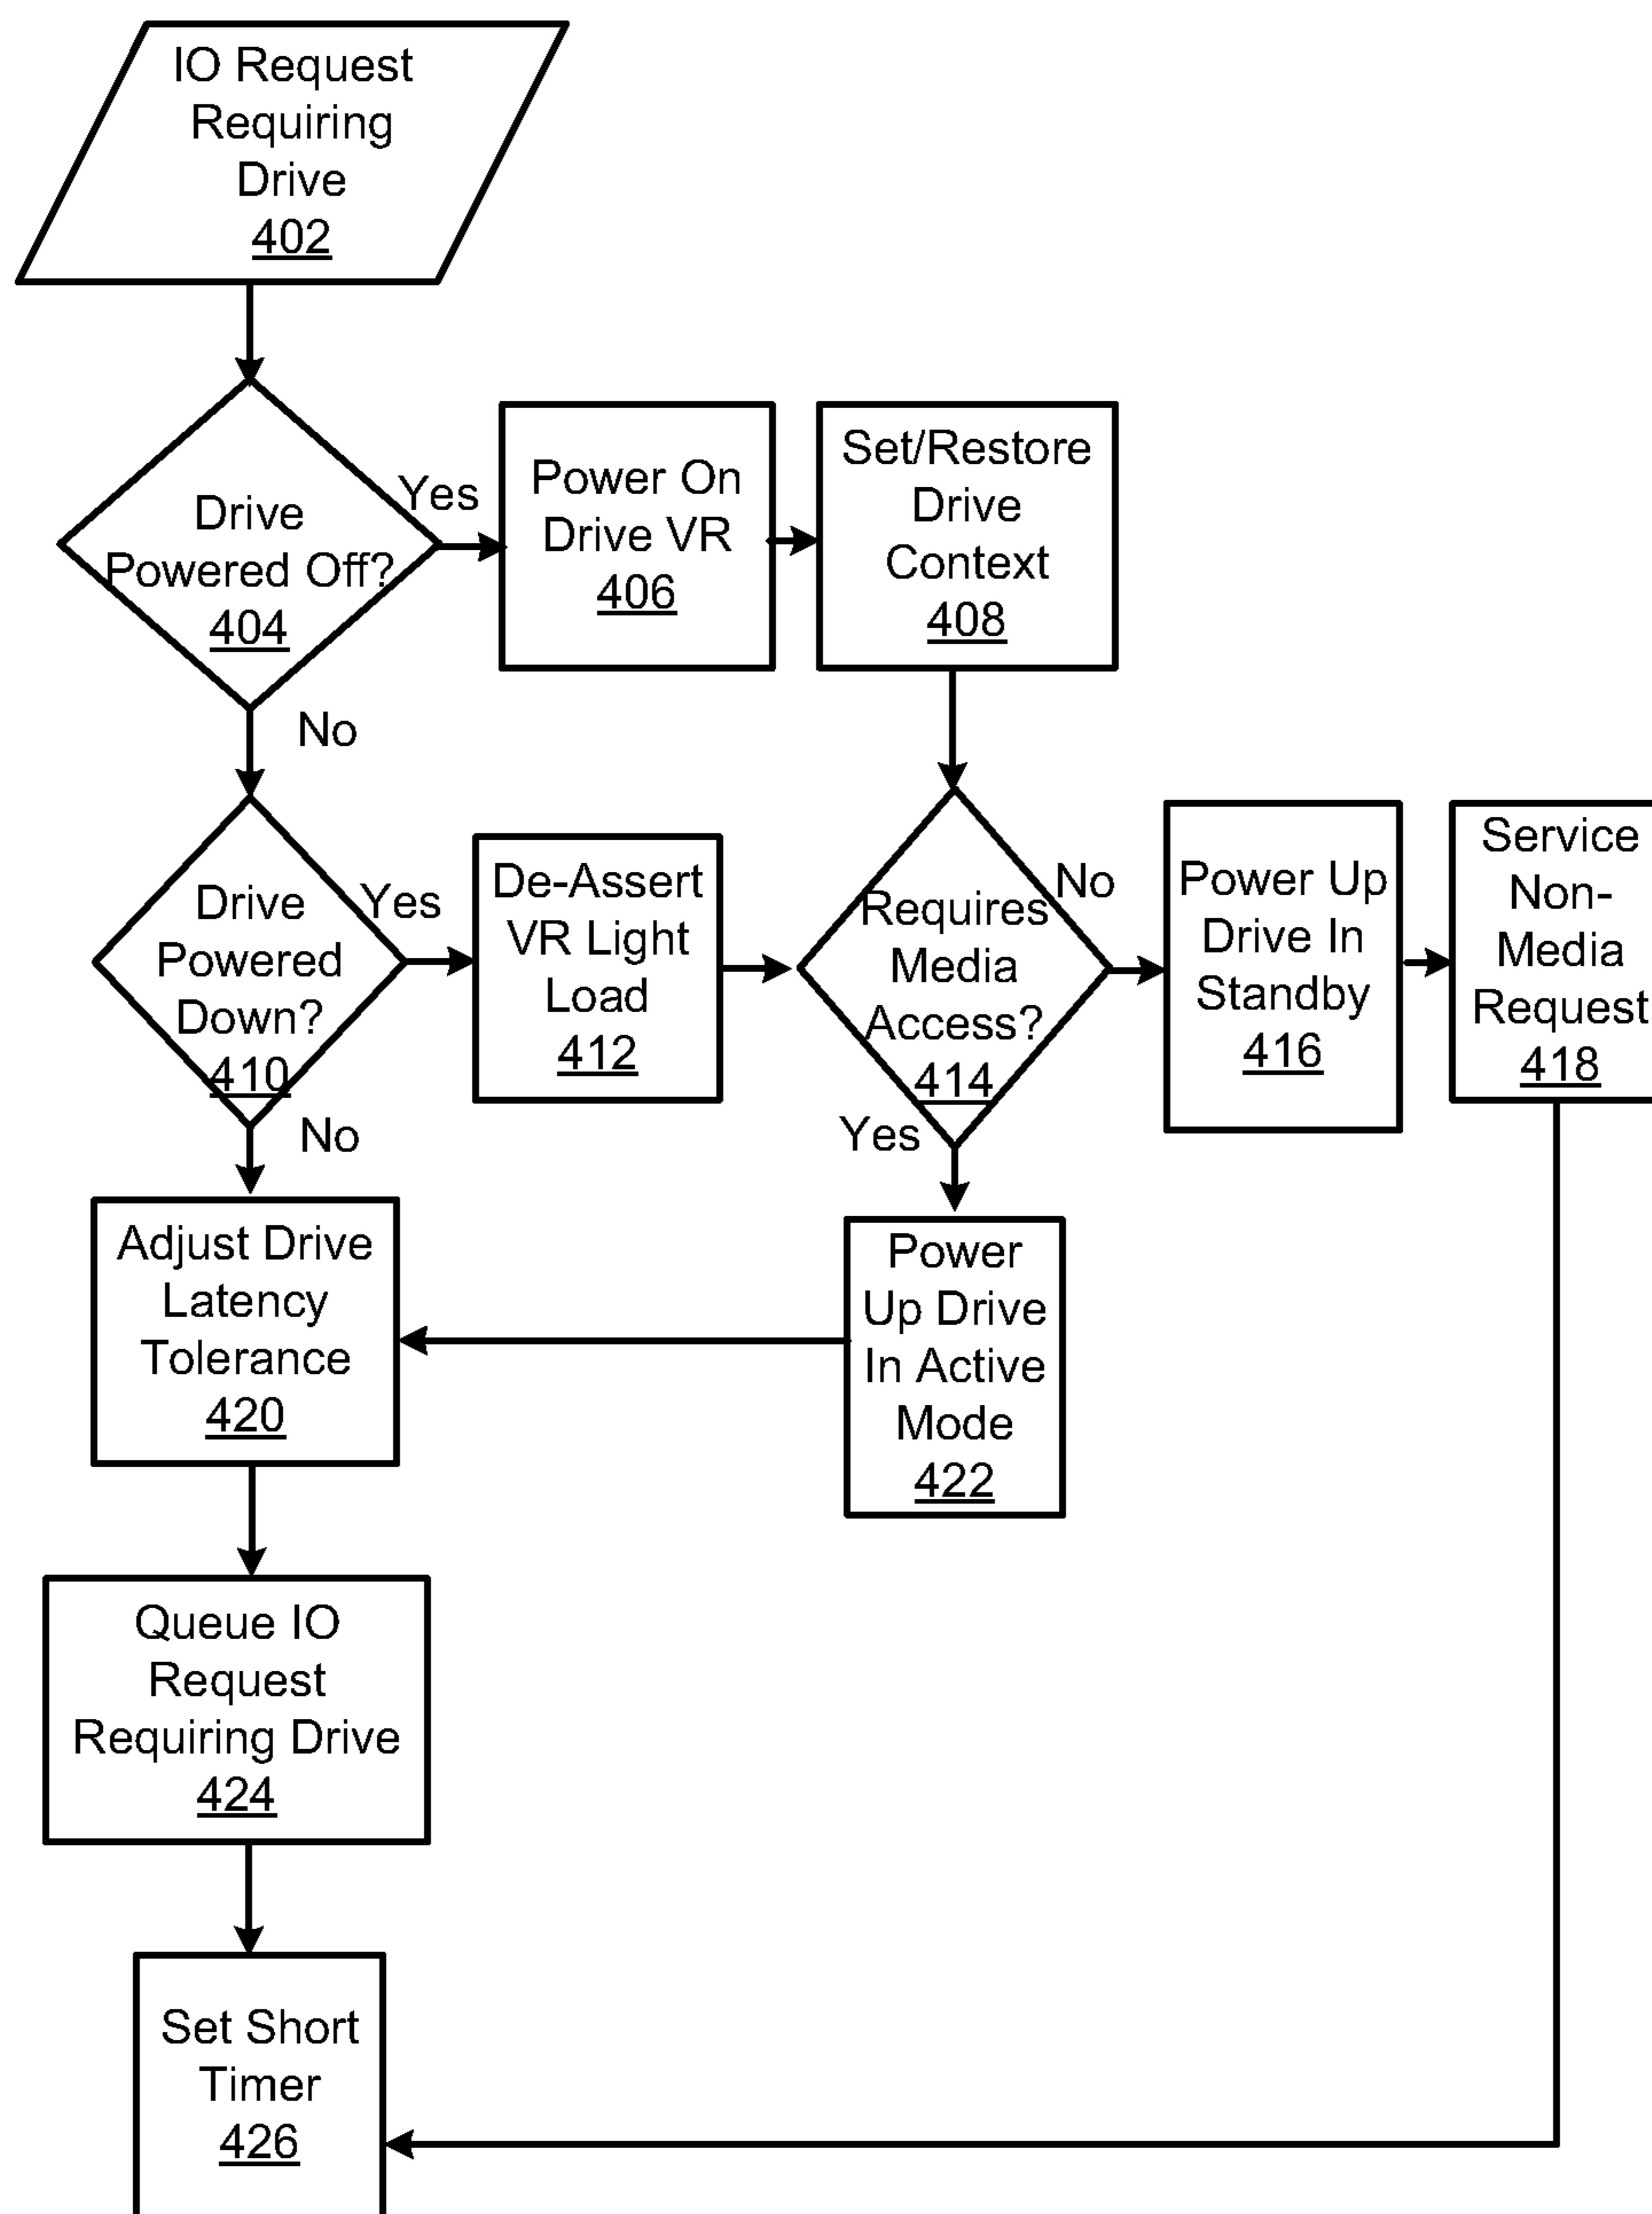 IO Request
Requiring
Drive
402
Drive
Powered Off?
404
Yes
No
Power On
Drive VR
406
Set/Restore
Drive
Context
408
Drive
Powered
Down?
410
Yes
No
De-Assert
VR Light
Load
412
Requires
Media
Access?
414
No
Yes
Power Up
Drive In
Standby
416
Service
Non-
Media
Request
418
Adjust Drive
Latency
Tolerance
420
Power
Up Drive
In Active
Mode
422
Queue IO
Request
Requiring Drive
424
Set Short
Timer
426